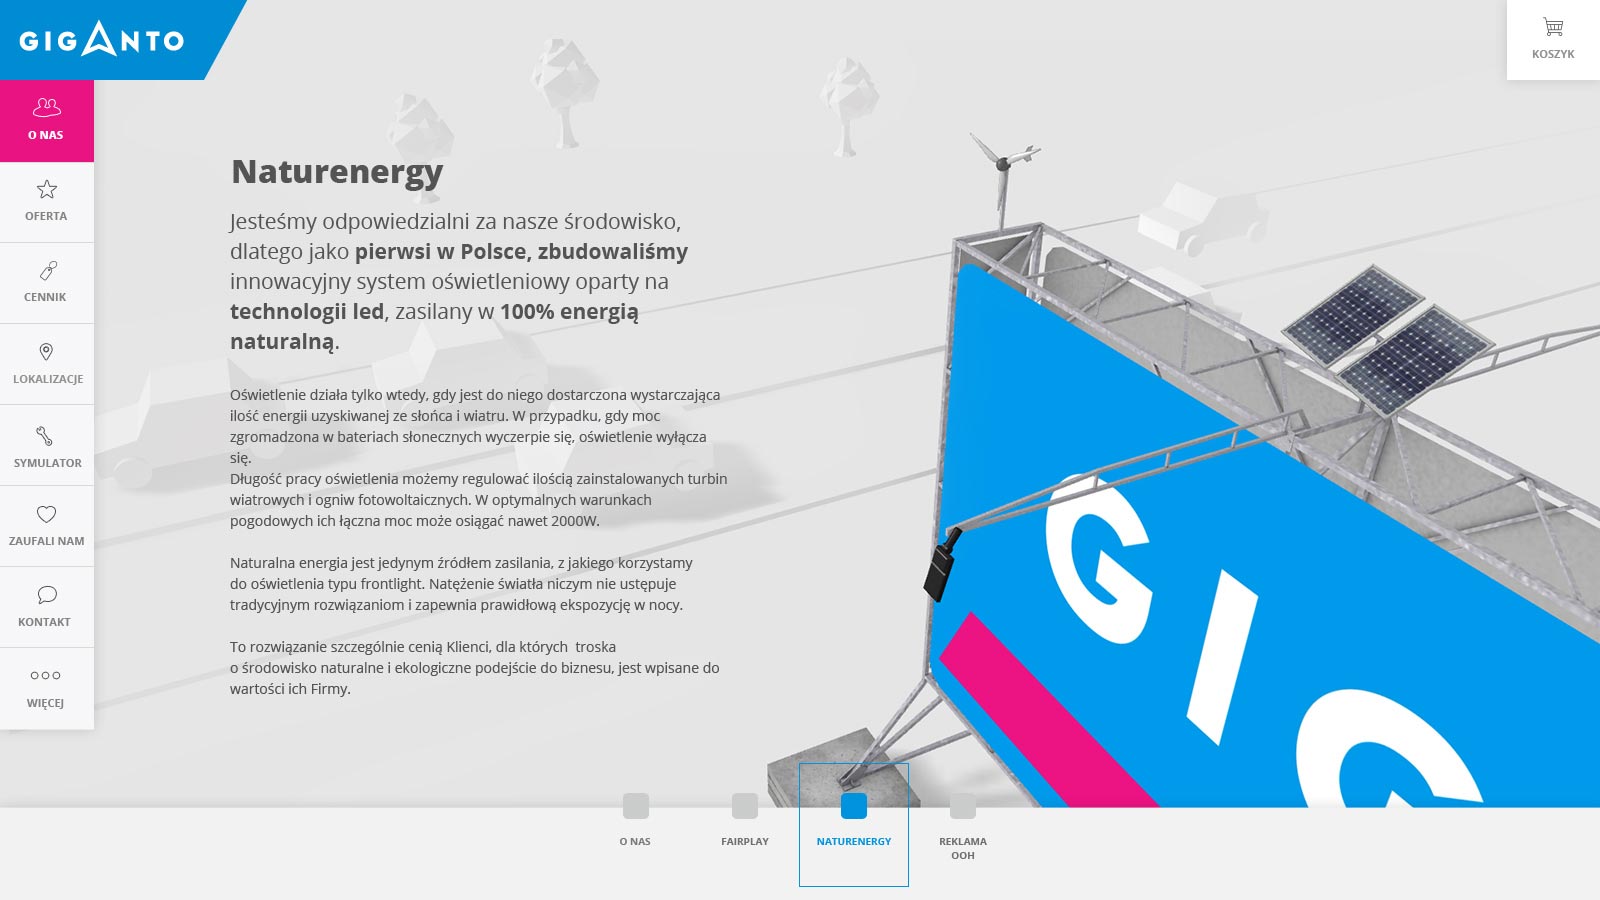 GIGANTO
KOSZYK
O NAS
OFERTA
CENNIK
LOKALIZACJE
SYMULATOR
ZAUFALI NAM
KONTAKT
WIĘCEJ
Naturenergy
Jesteśmy odpowiedzialni za nasze środowisko,
dlatego jako pierwsi w Polsce, zbudowaliśmy
innowacyjny system oświetleniowy oparty na
technologii led, zasilany w 100% energią
naturalną.
Oświetlenie działa tylko wtedy, gdy jest do niego dostarczona wystarczająca
ilość energii uzyskiwanej ze słońca i wiatru. W przypadku, gdy moc
zgromadzona w bateriach słonecznych wyczerpie się, oświetlenie wyłącza
się.
Długość pracy oświetlenia możemy regulować ilością zainstalowanych turbin
wiatrowych i ogniw fotowoltaicznych. W optymalnych warunkach
pogodowych ich łączna moc może osiągać nawet 2000W.
Naturalna energia jest jedynym źródłem zasilania, z jakiego korzystamy
do oświetlenia typu frontlight. Natężenie światła niczym nie ustępuje
tradycyjnym rozwiązaniom i zapewnia prawidłową ekspozycję w nocy.
To rozwiązanie szczególnie cenią Klienci, dla których  troska
o środowisko naturalne i ekologiczne podejście do biznesu, jest wpisane do
wartości ich Firmy.
GIG
O NAS
FAIRPLAY
NATURENERGY
REKLAMA
OOH